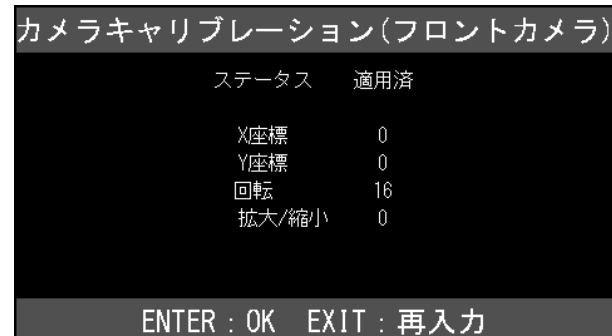 カメラキャリブレーション(フロントカメラ)
ステータス 適用済
X座標 0
Y座標 0
回転 16
拡大/縮小 0
ENTER:OK EXIT:再入力